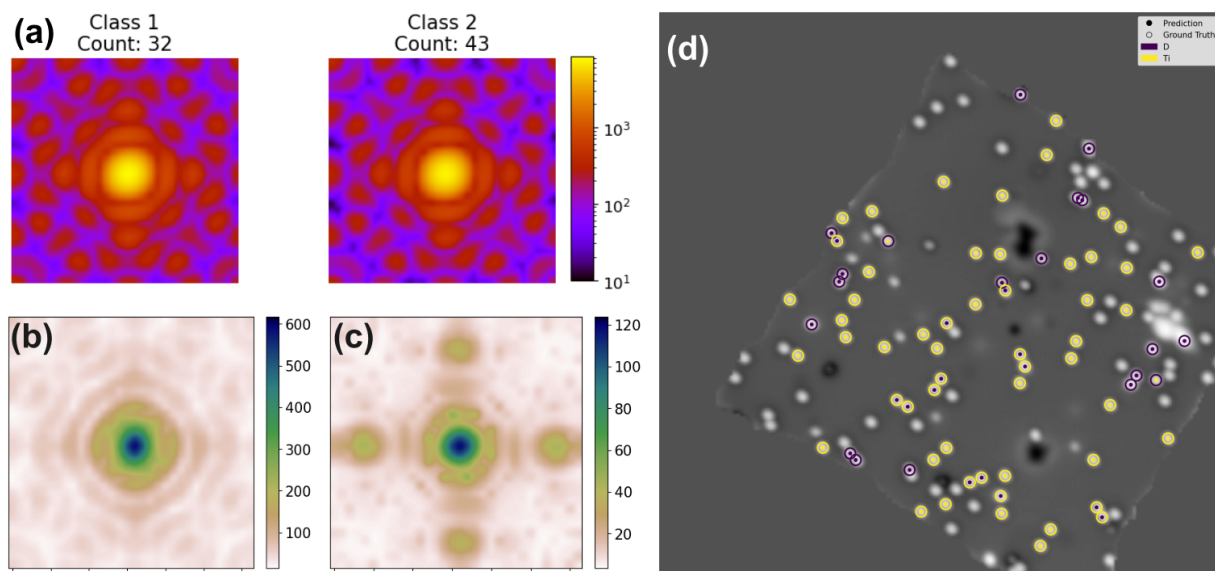 (a)
Class 1
Count: 32
Class 2
Count: 43
10³
10²
10¹
(b)
600
500
400
300
200
100
(c)
120
100
80
60
40
20
(d)
Prediction
Ground Truth
D
Ti